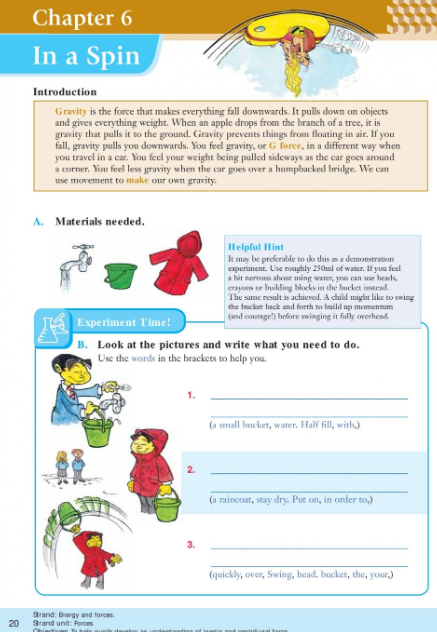 Chapter 6
In a Spin
Introduction
Gravity is the force that makes everything fall downwards. It pulls down on objects
and gives everything weight. When an apple drops from the branch of a tree, it is
gravity that pulls it to the ground. Gravity prevents things from floating in air. If you
fall, gravity pulls you downwards. You feel gravity, or G force, in a different way when
you travel in a car. You feel your weight being pulled sideways as the car goes around
a corner. You feel less gravity when the car goes over a humpbacked bridge. We can
use movement to make our own gravity.
A. Materials needed.
Helpful Hint
It may be preferable to do this as a demonstration
experiment. Use roughly 250ml of water. If you feel
a bit nervous about using water, you can use beads,
crayons or building blocks in the bucket instead.
The same result is achieved. A child might like to swing
the bucket back and forth to build up momentum
(and courage!) before swinging it fully overhead.
Experiment Time!
B. Look at the pictures and write what you need to do.
Use the words in the brackets to help you.
1.
(a small bucket, water. Half fill, with,)
2.
(a raincoat, stay dry. Put on, in order to,)
3.
(quickly, over, Swing, head. bucket, the, your,)
20
Strand: Energy and forces.
Strand unit: Forces
Objectives: To help pupils develop an understanding of inertia and centrifugal force.